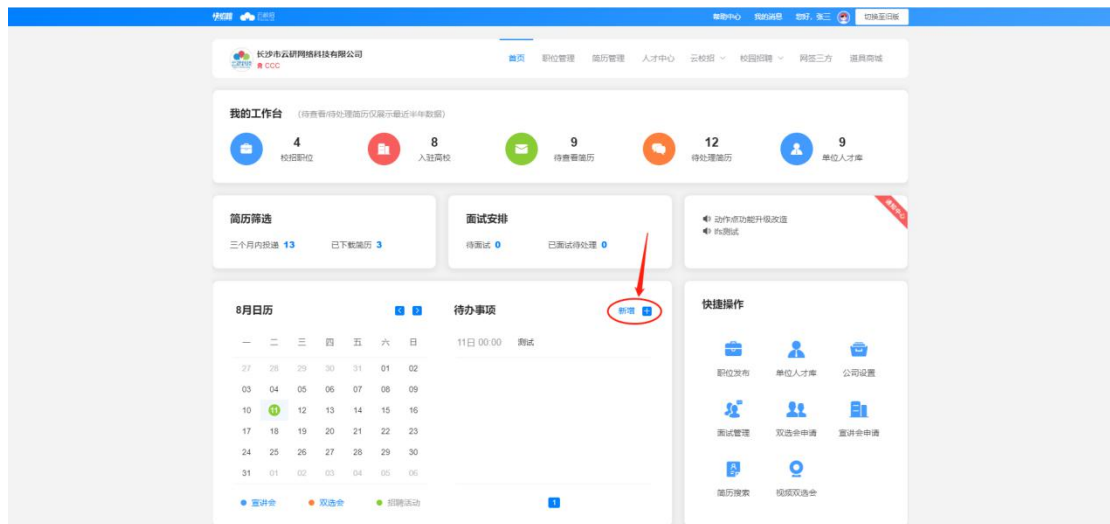 快招聘 云就业 帮助中心 我的消息 您好, 张三 切换至旧版
长沙市云研网络科技有限公司
CCC
首页 职位管理 简历管理 人才中心 云校招 校园招聘 网签三方 道具商城
我的工作台 (待查看/待处理简历仅展示最近半年数据)
4 8 9 12 9
校招职位 入驻高校 待查看简历 待处理简历 单位人才库
简历筛选 面试安排
三个月内投递 13 已下载简历 3 待面试 0 已面试待处理 0
通知中心
动作点功能升级改造
lfs测试
8月日历 待办事项 新增 快捷操作
一 二 三 四 五 六 日 11日 00:00 测试
27 28 29 30 31 01 02
03 04 05 06 07 08 09
10 11 12 13 14 15 16
17 18 19 20 21 22 23
24 25 26 27 28 29 30
31 01 02 03 04 05 06
宣讲会 双选会 招聘活动 1
职位发布 单位人才库 公司设置
面试管理 双选会申请 宣讲会申请
简历搜索 视频双选会